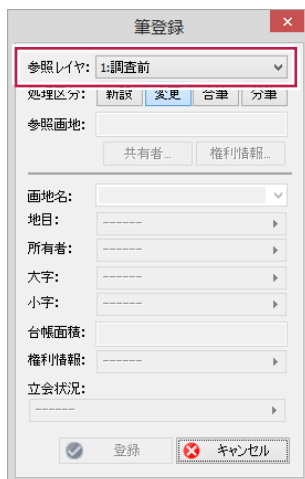 筆登録
×
参照レイヤ: 1:調査前
処理区分: 新設 変更 合筆 分筆
参照画地:
共有者... 権利情報...
画地名:
地目: ------
所有者: ------
大字: ------
小字: ------
台帳面積:
権利情報: ------
立会状況:
------
登録 キャンセル